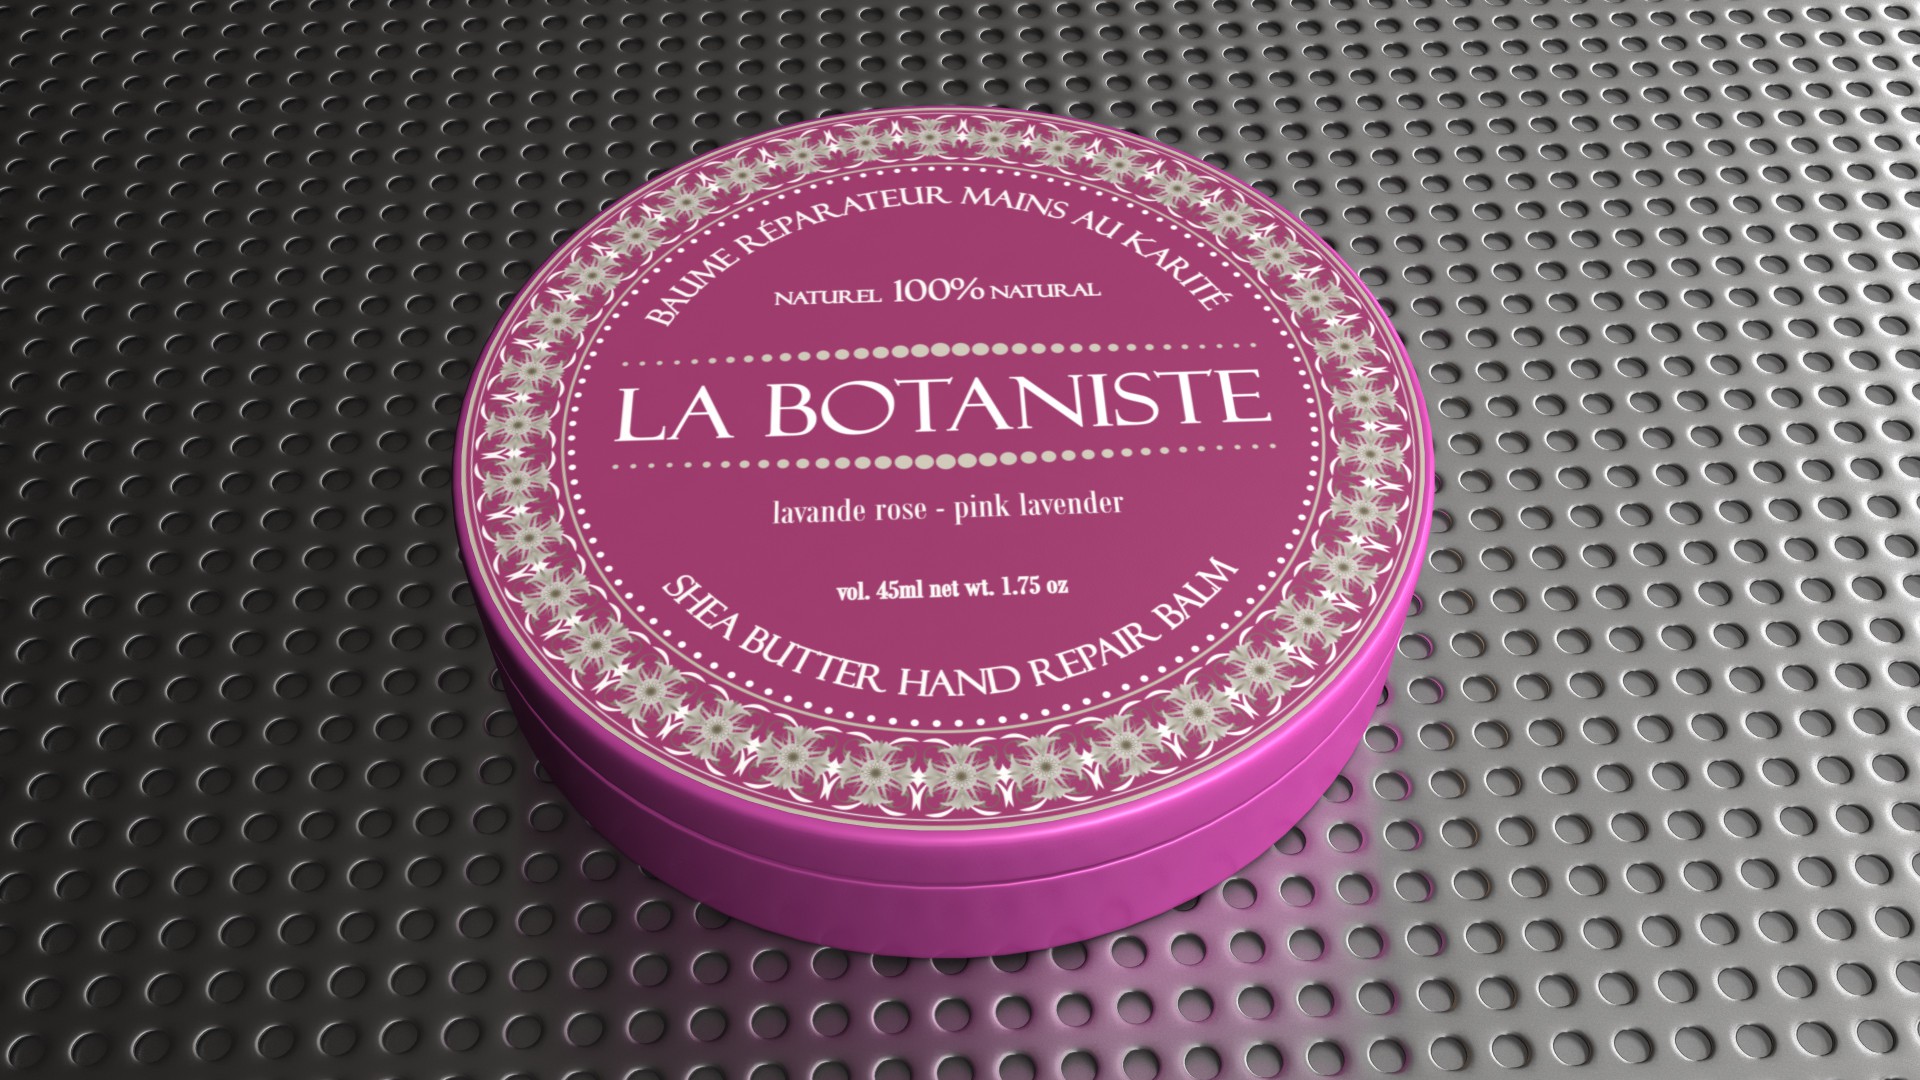 BAUME RÉPARATEUR MAINS AU KARITÉ
NATUREL 100% NATURAL
LA BOTANISTE
lavande rose - pink lavender
vol. 45ml net wt. 1.75 oz
SHEA BUTTER HAND REPAIR BALM